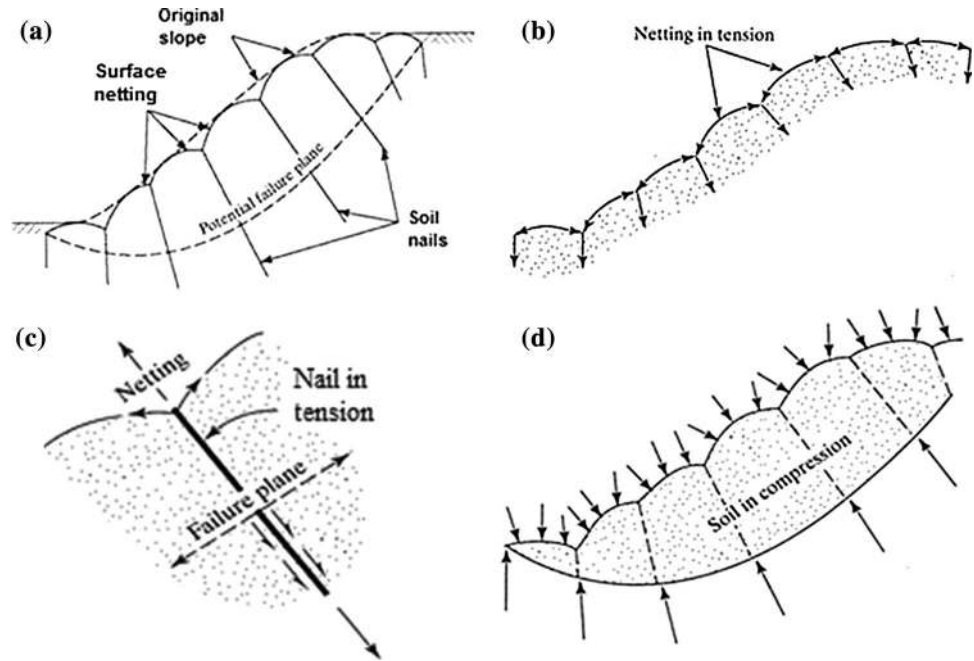 (a)
Original
slope
Surface
netting
Potential failure plane
Soil
nails
(b)
Netting in tension
(c)
Netting
Nail in
tension
Failure plane
(d)
Soil in compression